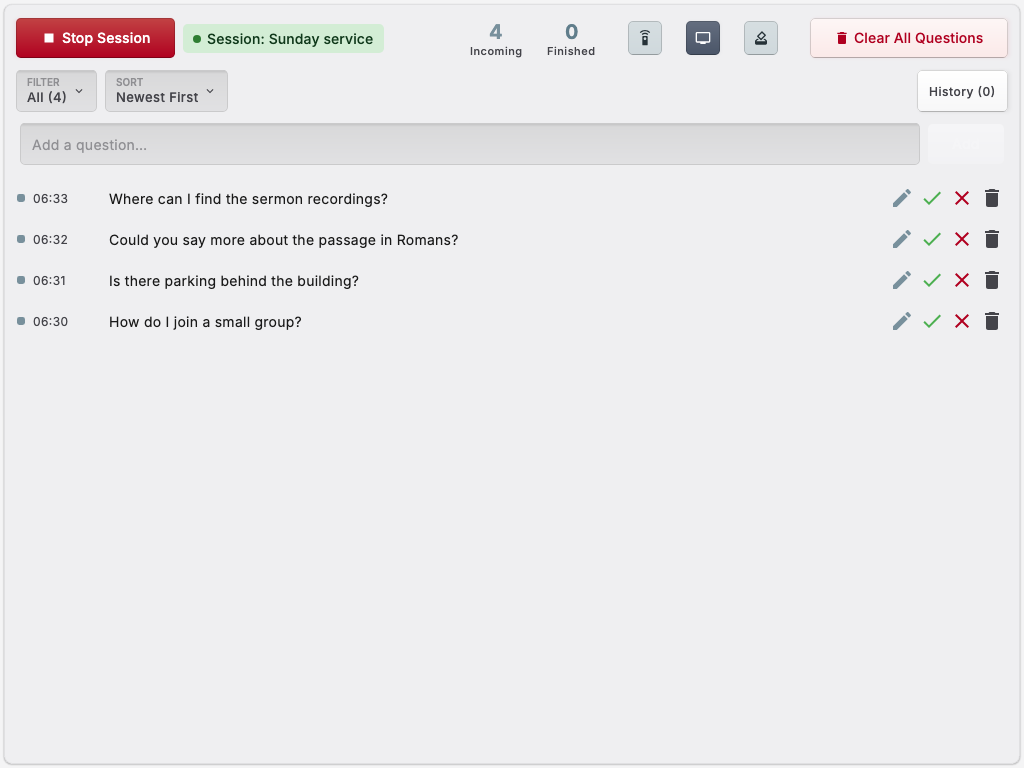 Stop Session
Session: Sunday service
4
Incoming
0
Finished
Clear All Questions
FILTER
All (4)
SORT
Newest First
History (0)
Add a question...
06:33 Where can I find the sermon recordings?
06:32 Could you say more about the passage in Romans?
06:31 Is there parking behind the building?
06:30 How do I join a small group?